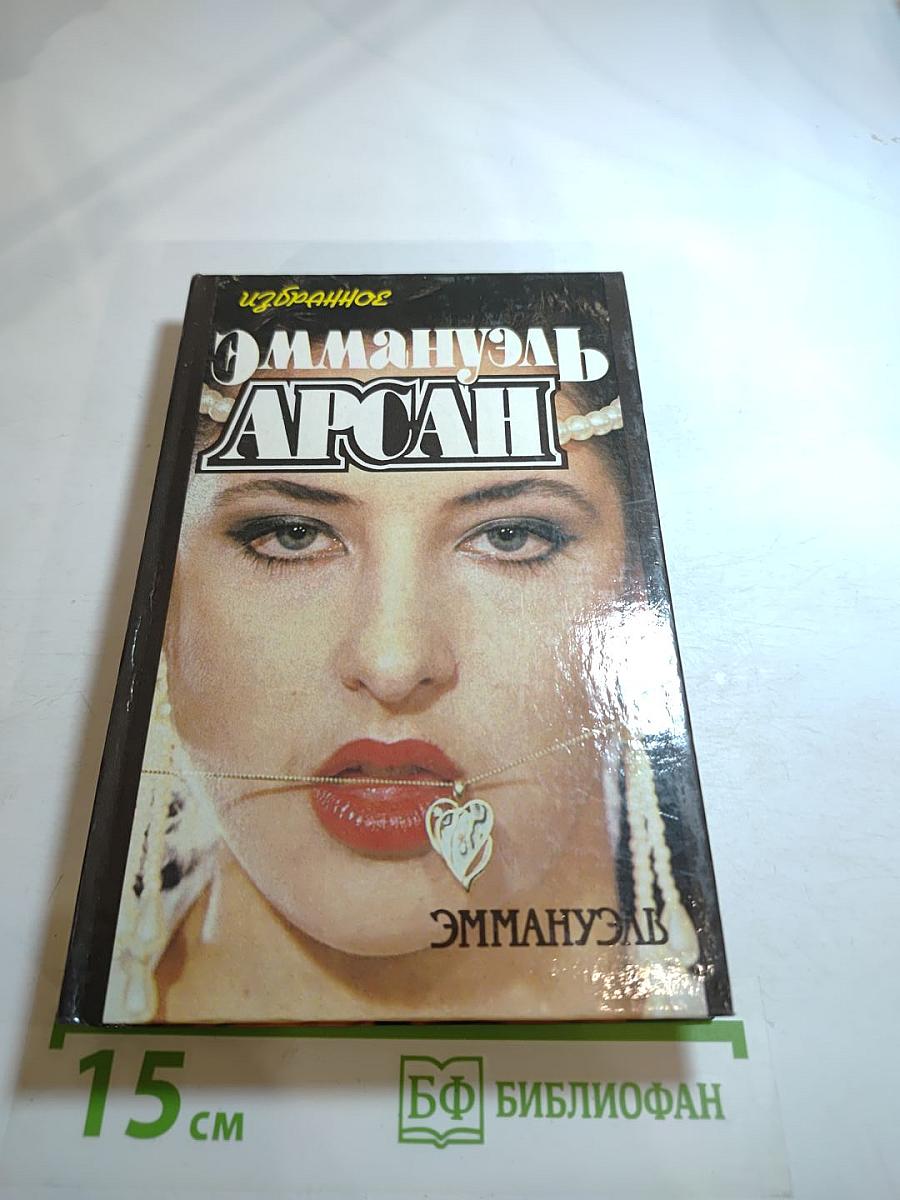 избранное
эммануэль
АРСАН
ЭММАНУЭЛЬ
15 см
БФ БИБЛИОФАН